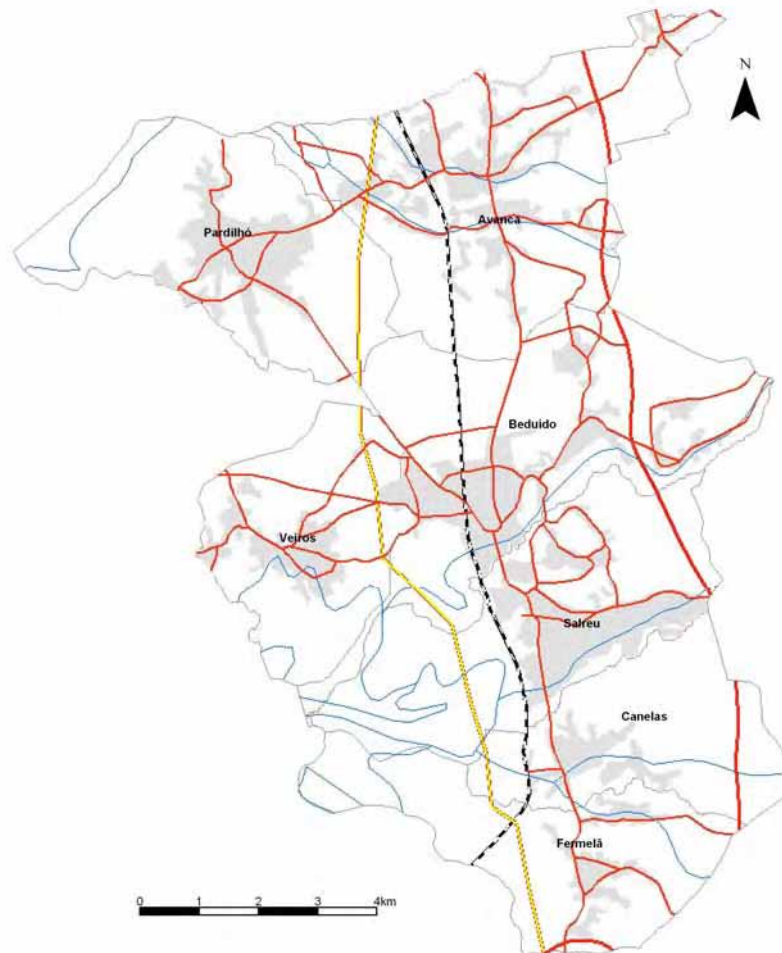 N
Pardilhó
Avanca
Beduido
Veiros
Salreu
Canelas
Fermelã
0 1 2 3 4km